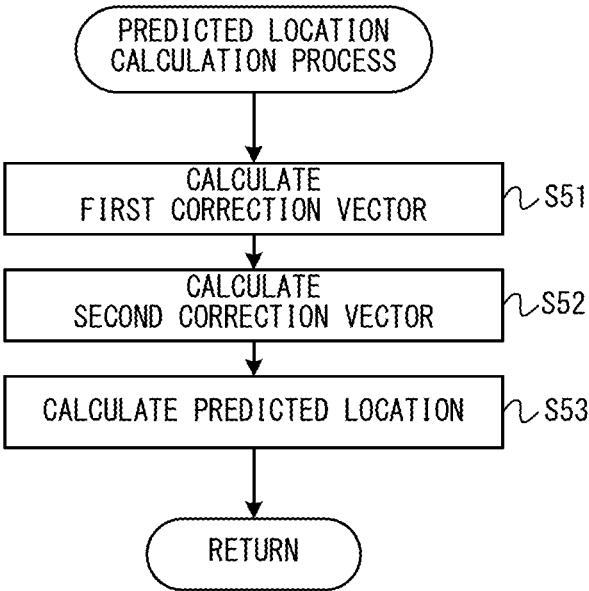 PREDICTED LOCATION
CALCULATION PROCESS
CALCULATE
FIRST CORRECTION VECTOR
S51
CALCULATE
SECOND CORRECTION VECTOR
S52
CALCULATE PREDICTED LOCATION
S53
RETURN